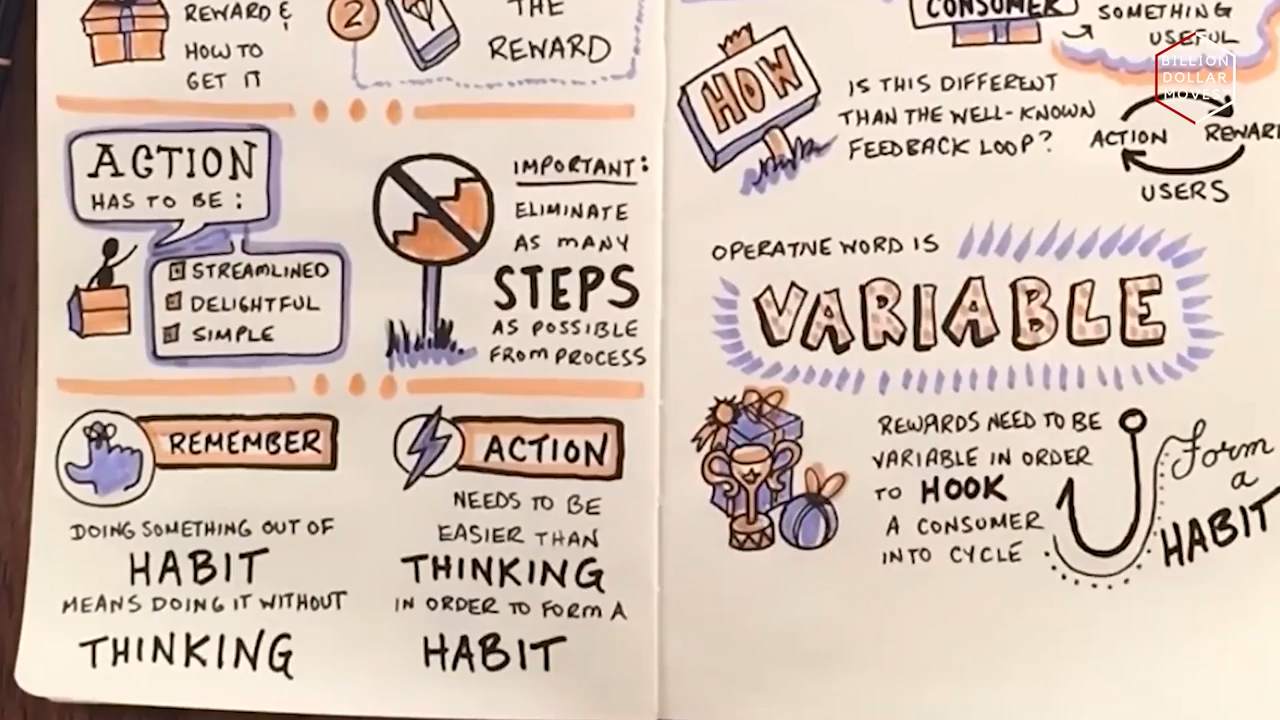 REWARD &
HOW TO
GET IT
2
THE
REWARD
ACTION
HAS TO BE:
STREAMLINED
DELIGHTFUL
SIMPLE
IMPORTANT:
ELIMINATE
AS MANY
STEPS
AS POSSIBLE
FROM PROCESS
REMEMBER
DOING SOMETHING OUT OF
HABIT
MEANS DOING IT WITHOUT
THINKING
ACTION
NEEDS TO BE
EASIER THAN
THINKING
IN ORDER TO FORM A
HABIT
CONSUMER
SOMETHING
USEFUL
BILLION
DOLLAR
MOVES
HOW
IS THIS DIFFERENT
THAN THE WELL-KNOWN
FEEDBACK LOOP?
ACTION
REWARD
USERS
OPERATIVE WORD IS
VARIABLE
REWARDS NEED TO BE
VARIABLE IN ORDER
TO HOOK
A CONSUMER
INTO CYCLE
Form
a
HABIT